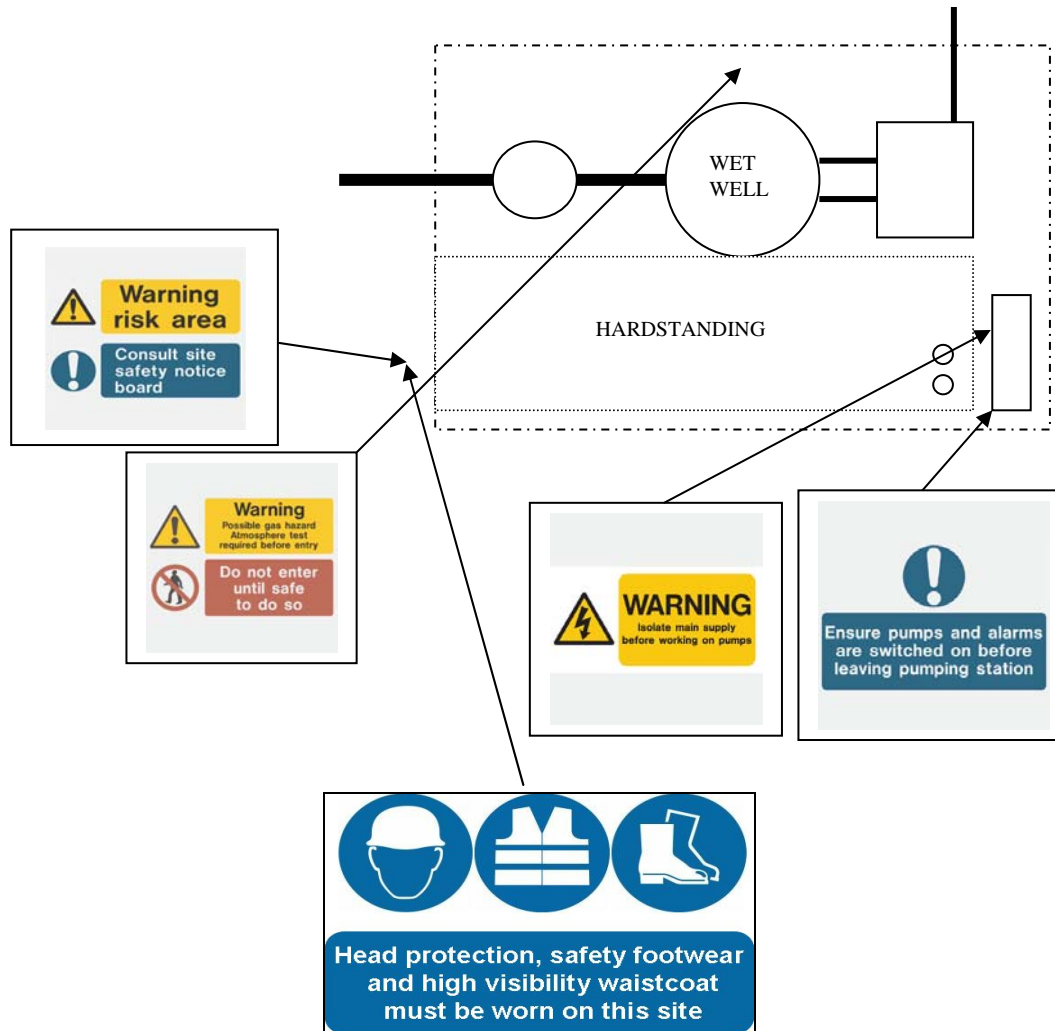 WET
WELL
HARDSTANDING
Warning
risk area
Consult site
safety notice
board
Warning
Possible gas hazard
Atmosphere test
required before entry
Do not enter
until safe
to do so
WARNING
Isolate main supply
before working on pumps
Ensure pumps and alarms
are switched on before
leaving pumping station
Head protection, safety footwear
and high visibility waistcoat
must be worn on this site